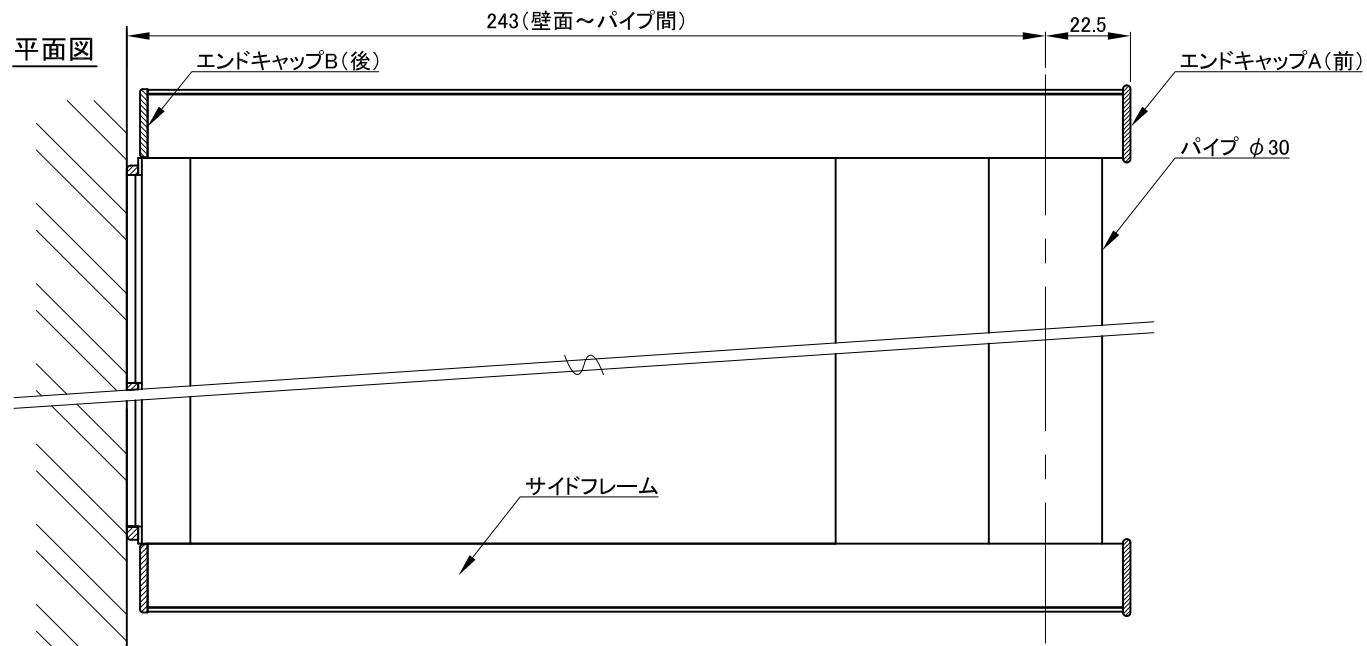 243(壁面～パイプ間)
22.5
平面図
エンドキャップB(後)
エンドキャップA(前)
パイプ φ30
サイドフレーム